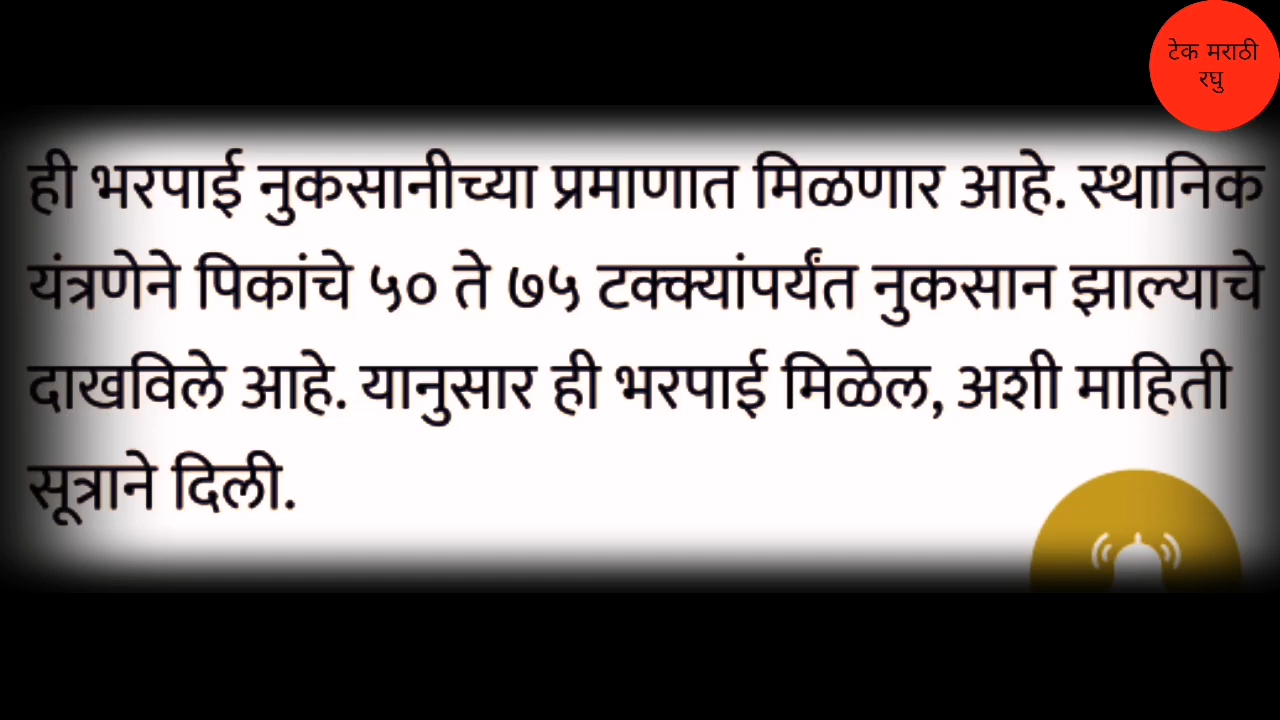 टेक मराठी
रघु
ही भरपाई नुकसानीच्या प्रमाणात मिळणार आहे. स्थानिक
यंत्रणेने पिकांचे ५० ते ७५ टक्क्यांपर्यंत नुकसान झाल्याचे
दाखविले आहे. यानुसार ही भरपाई मिळेल, अशी माहिती
सूत्राने दिली.